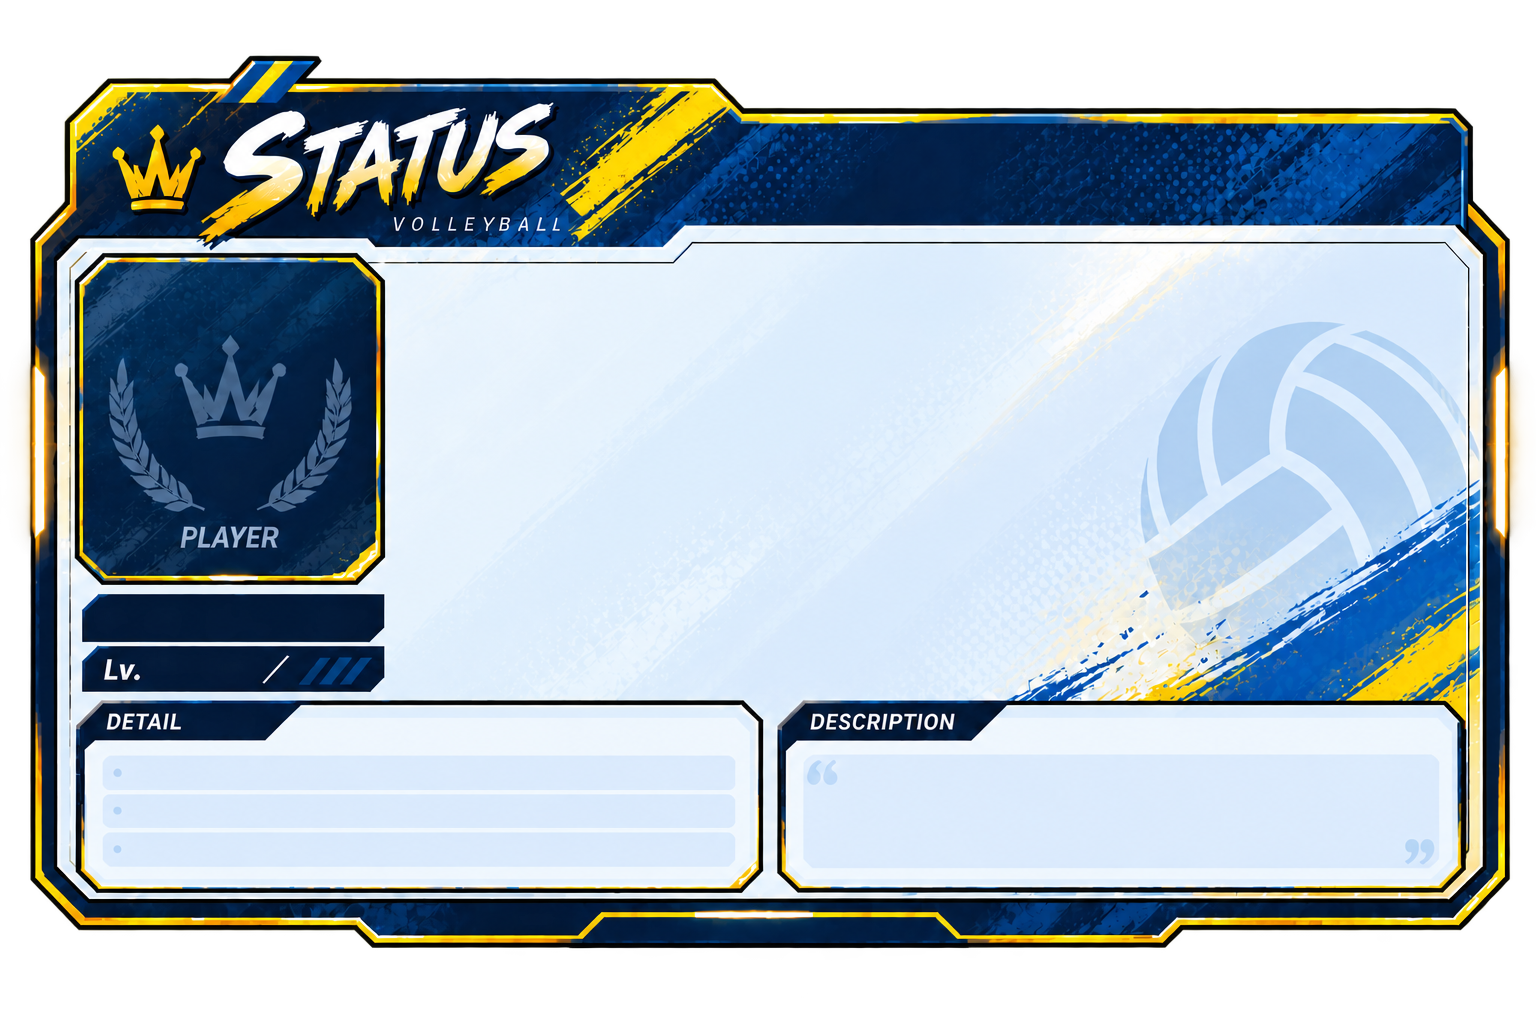 STATUS
VOLLEYBALL
PLAYER
Lv. /
DETAIL
DESCRIPTION
“
”